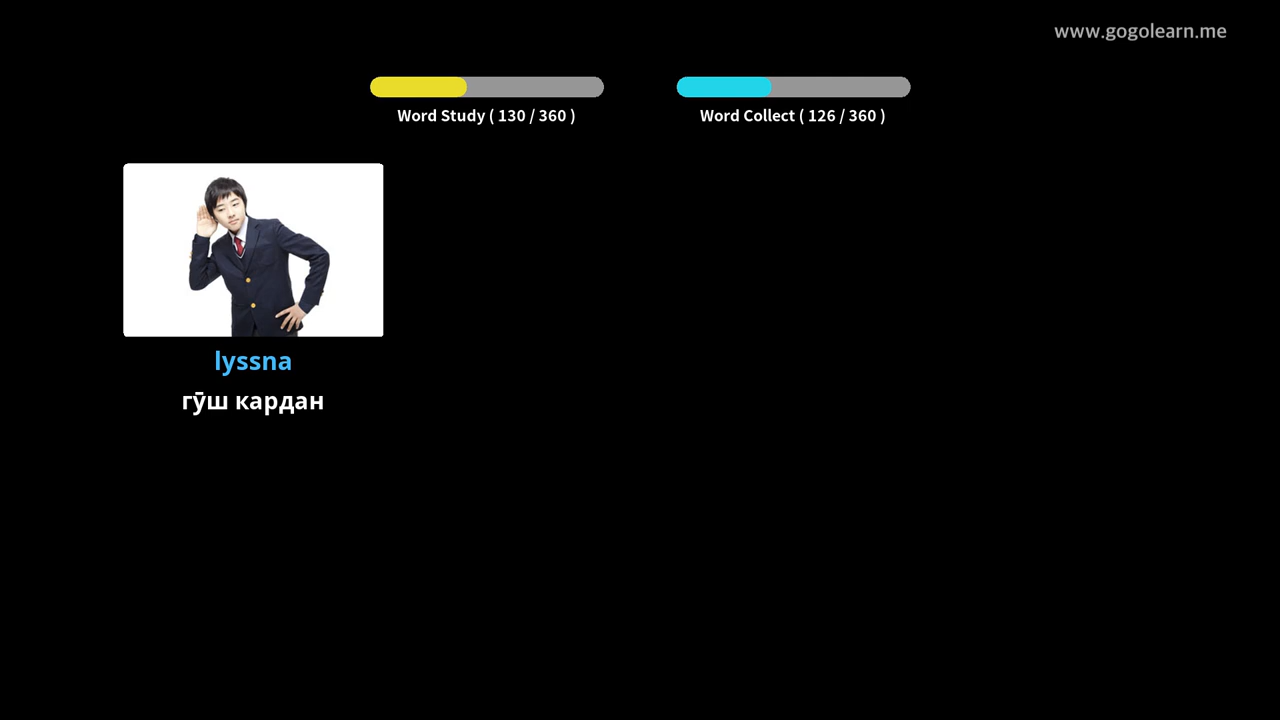 www.gogolearn.me
Word Study ( 130 / 360 )
Word Collect ( 126 / 360 )
lyssna
гӯш кардан